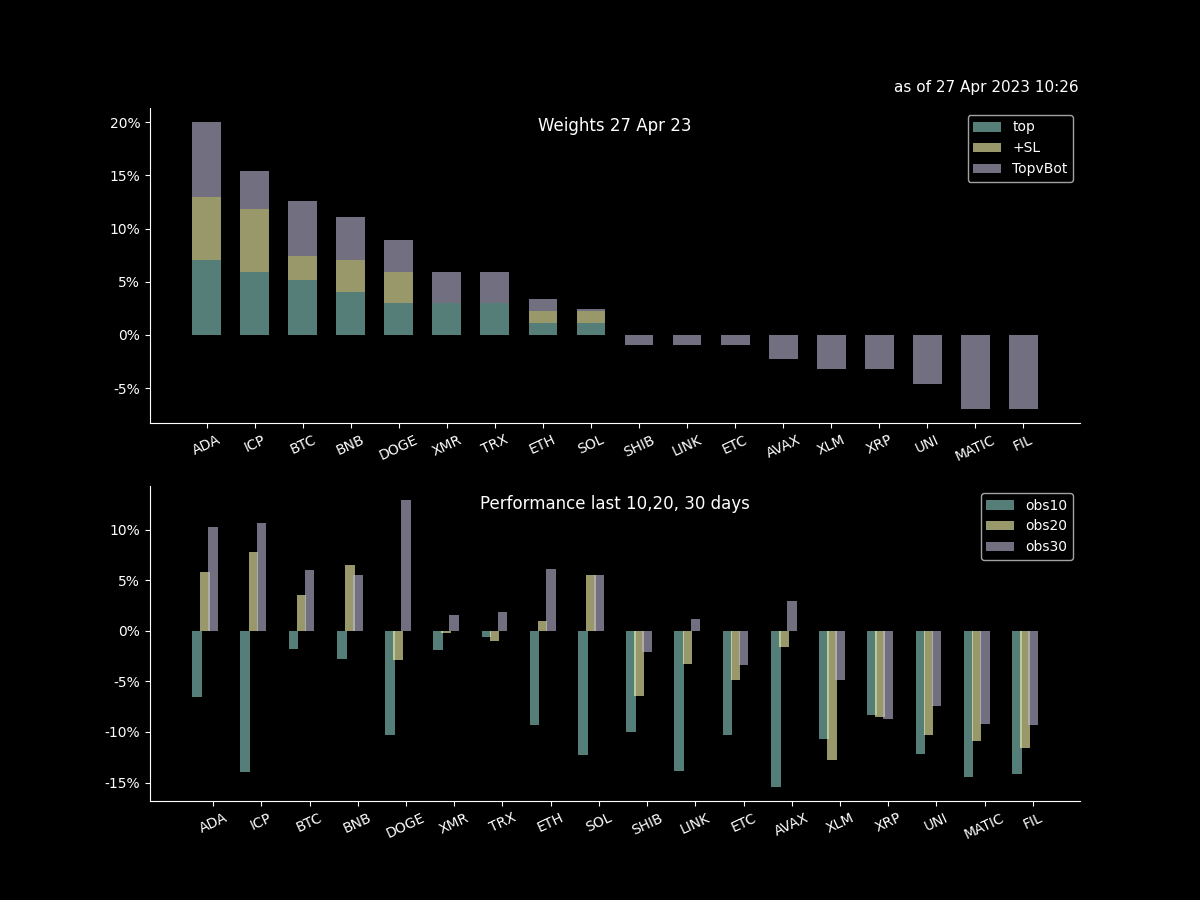 as of 27 Apr 2023 10:26
Weights 27 Apr 23
top
+SL
TopvBot
20%
15%
10%
5%
0%
-5%
ADA ICP BTC BNB DOGE XMR TRX ETH SOL SHIB LINK ETC AVAX XLM XRP UNI MATIC FIL
Performance last 10,20, 30 days
obs10
obs20
obs30
10%
5%
0%
-5%
-10%
-15%
ADA ICP BTC BNB DOGE XMR TRX ETH SOL SHIB LINK ETC AVAX XLM XRP UNI MATIC FIL